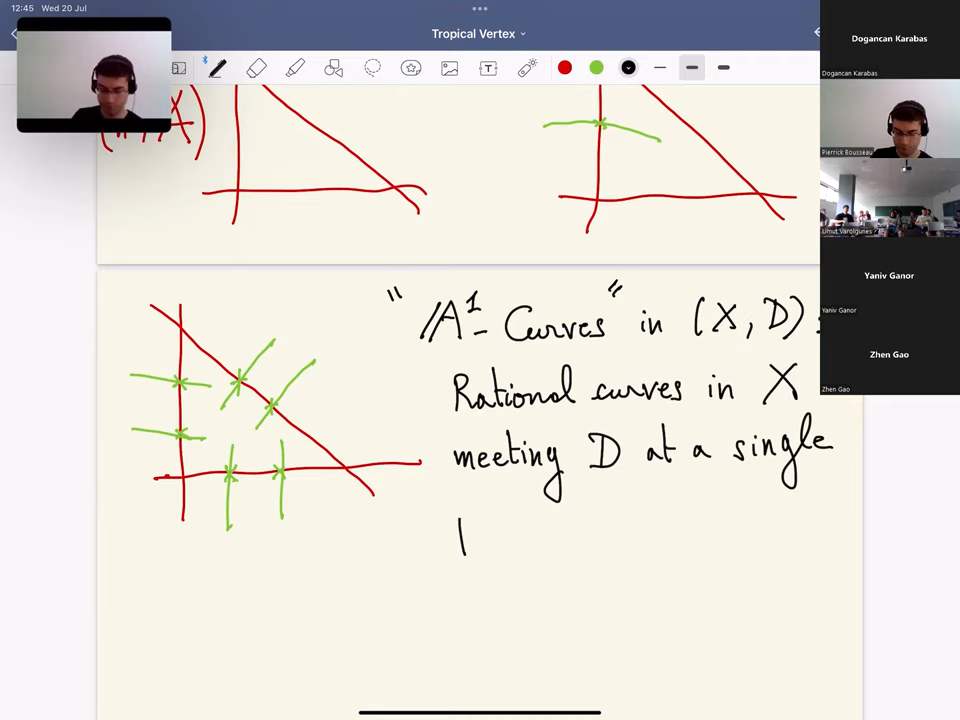 12:45 Wed 20 Jul
Tropical Vertex
Dogancan Karabas
Dogancan Karabas
Pierrick Bousseau
Umut Varolgunes
Yaniv Ganor
Yaniv Ganor
Zhen Gao
Zhen Gao
"𝔸¹- Curves" in (X, D) :
Rational curves in X
meeting D at a single